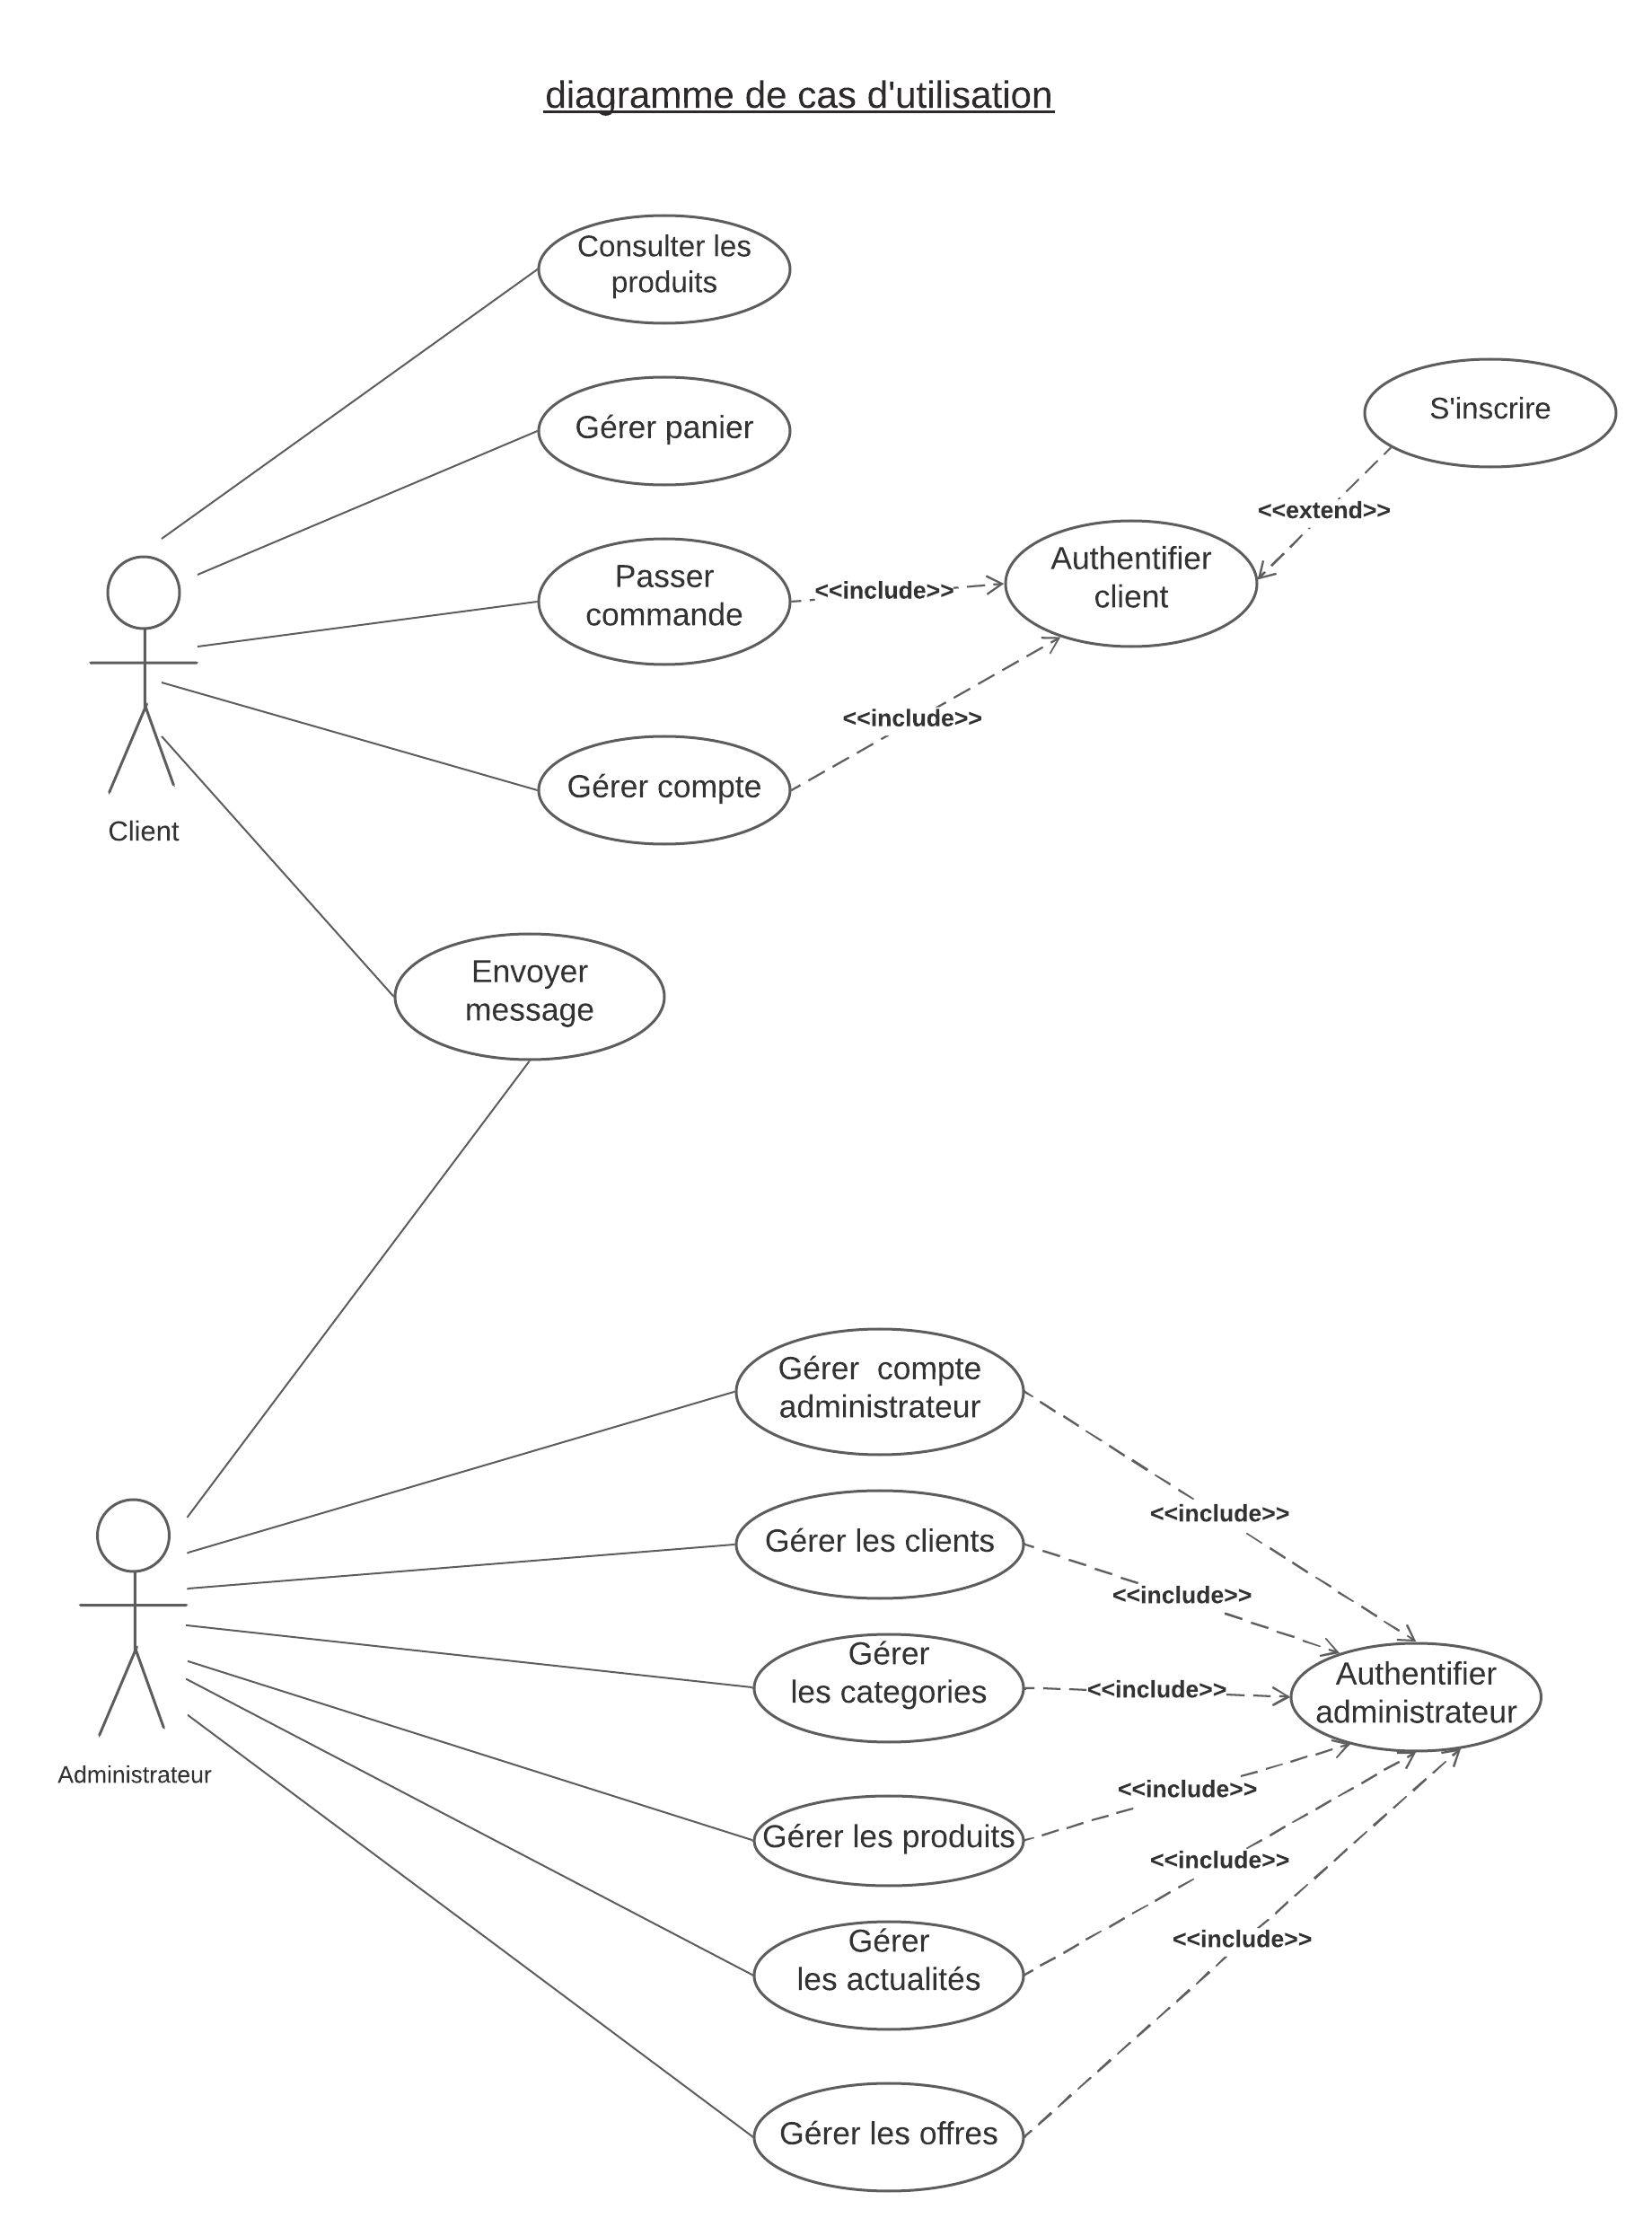 diagramme de cas d'utilisation
Consulter les
produits
Gérer panier
S'inscrire
<<extend>>
Passer
commande
<<include>>
Authentifier
client
<<include>>
Gérer compte
Client
Envoyer
message
Gérer  compte
administrateur
<<include>>
Gérer les clients
<<include>>
Gérer
les categories
<<include>>
Authentifier
administrateur
Administrateur
<<include>>
Gérer les produits
<<include>>
Gérer
les actualités
<<include>>
Gérer les offres